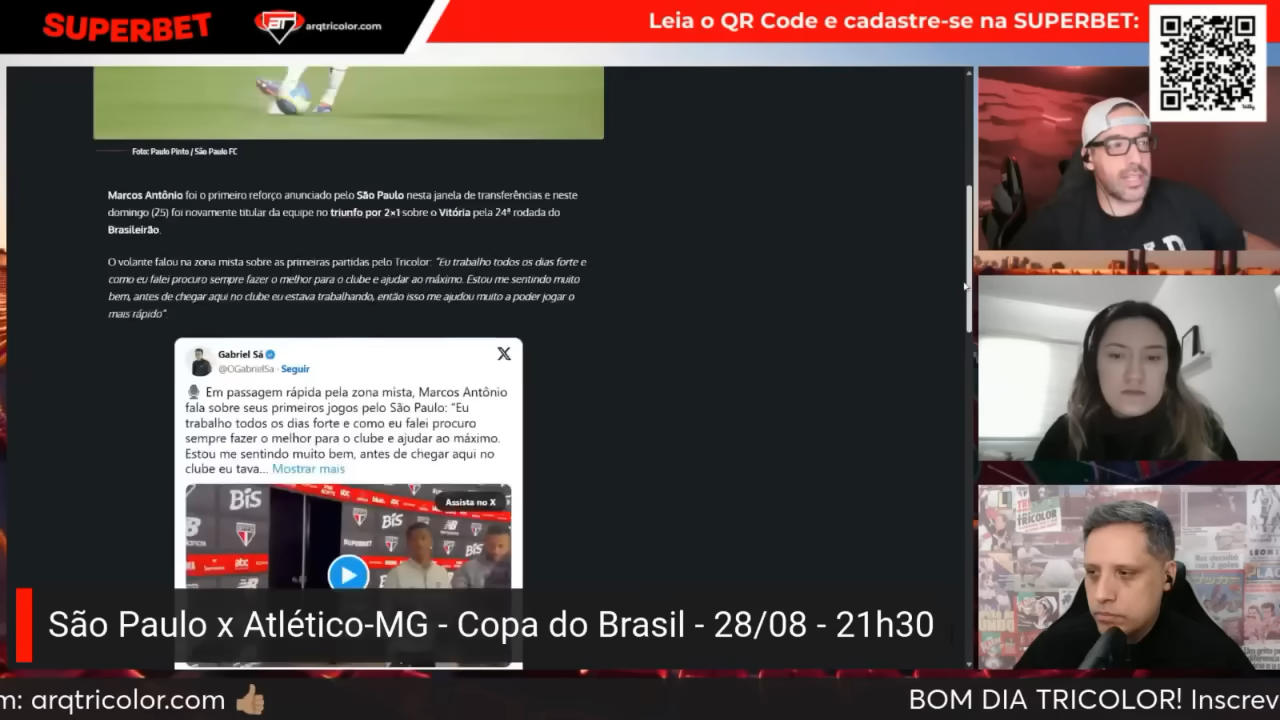 SUPERBET
arqtricolor.com
Leia o QR Code e cadastre-se na SUPERBET:
Foto: Paulo Pinto / São Paulo FC
Marcos Antônio foi o primeiro reforço anunciado pelo São Paulo nesta janela de transferências e neste
domingo (25) foi novamente titular da equipe no triunfo por 2×1 sobre o Vitória pela 24ª rodada do
Brasileirão.
O volante falou na zona mista sobre as primeiras partidas pelo Tricolor: "Eu trabalho todos os dias forte e
como eu falei procuro sempre fazer o melhor para o clube e ajudar ao máximo. Estou me sentindo muito
bem, antes de chegar aqui no clube eu estava trabalhando, então isso me ajudou muito a poder jogar o
mais rápido"
Gabriel Sá
@OGabrielSa · Seguir
X
Em passagem rápida pela zona mista, Marcos Antônio
fala sobre seus primeiros jogos pelo São Paulo: "Eu
trabalho todos os dias forte e como eu falei procuro
sempre fazer o melhor para o clube e ajudar ao máximo.
Estou me sentindo muito bem, antes de chegar aqui no
clube eu tava... Mostrar mais
Assista no X
Bis
Bis
São Paulo x Atlético-MG - Copa do Brasil - 28/08 - 21h30
m: arqtricolor.com
BOM DIA TRICOLOR! Inscrev